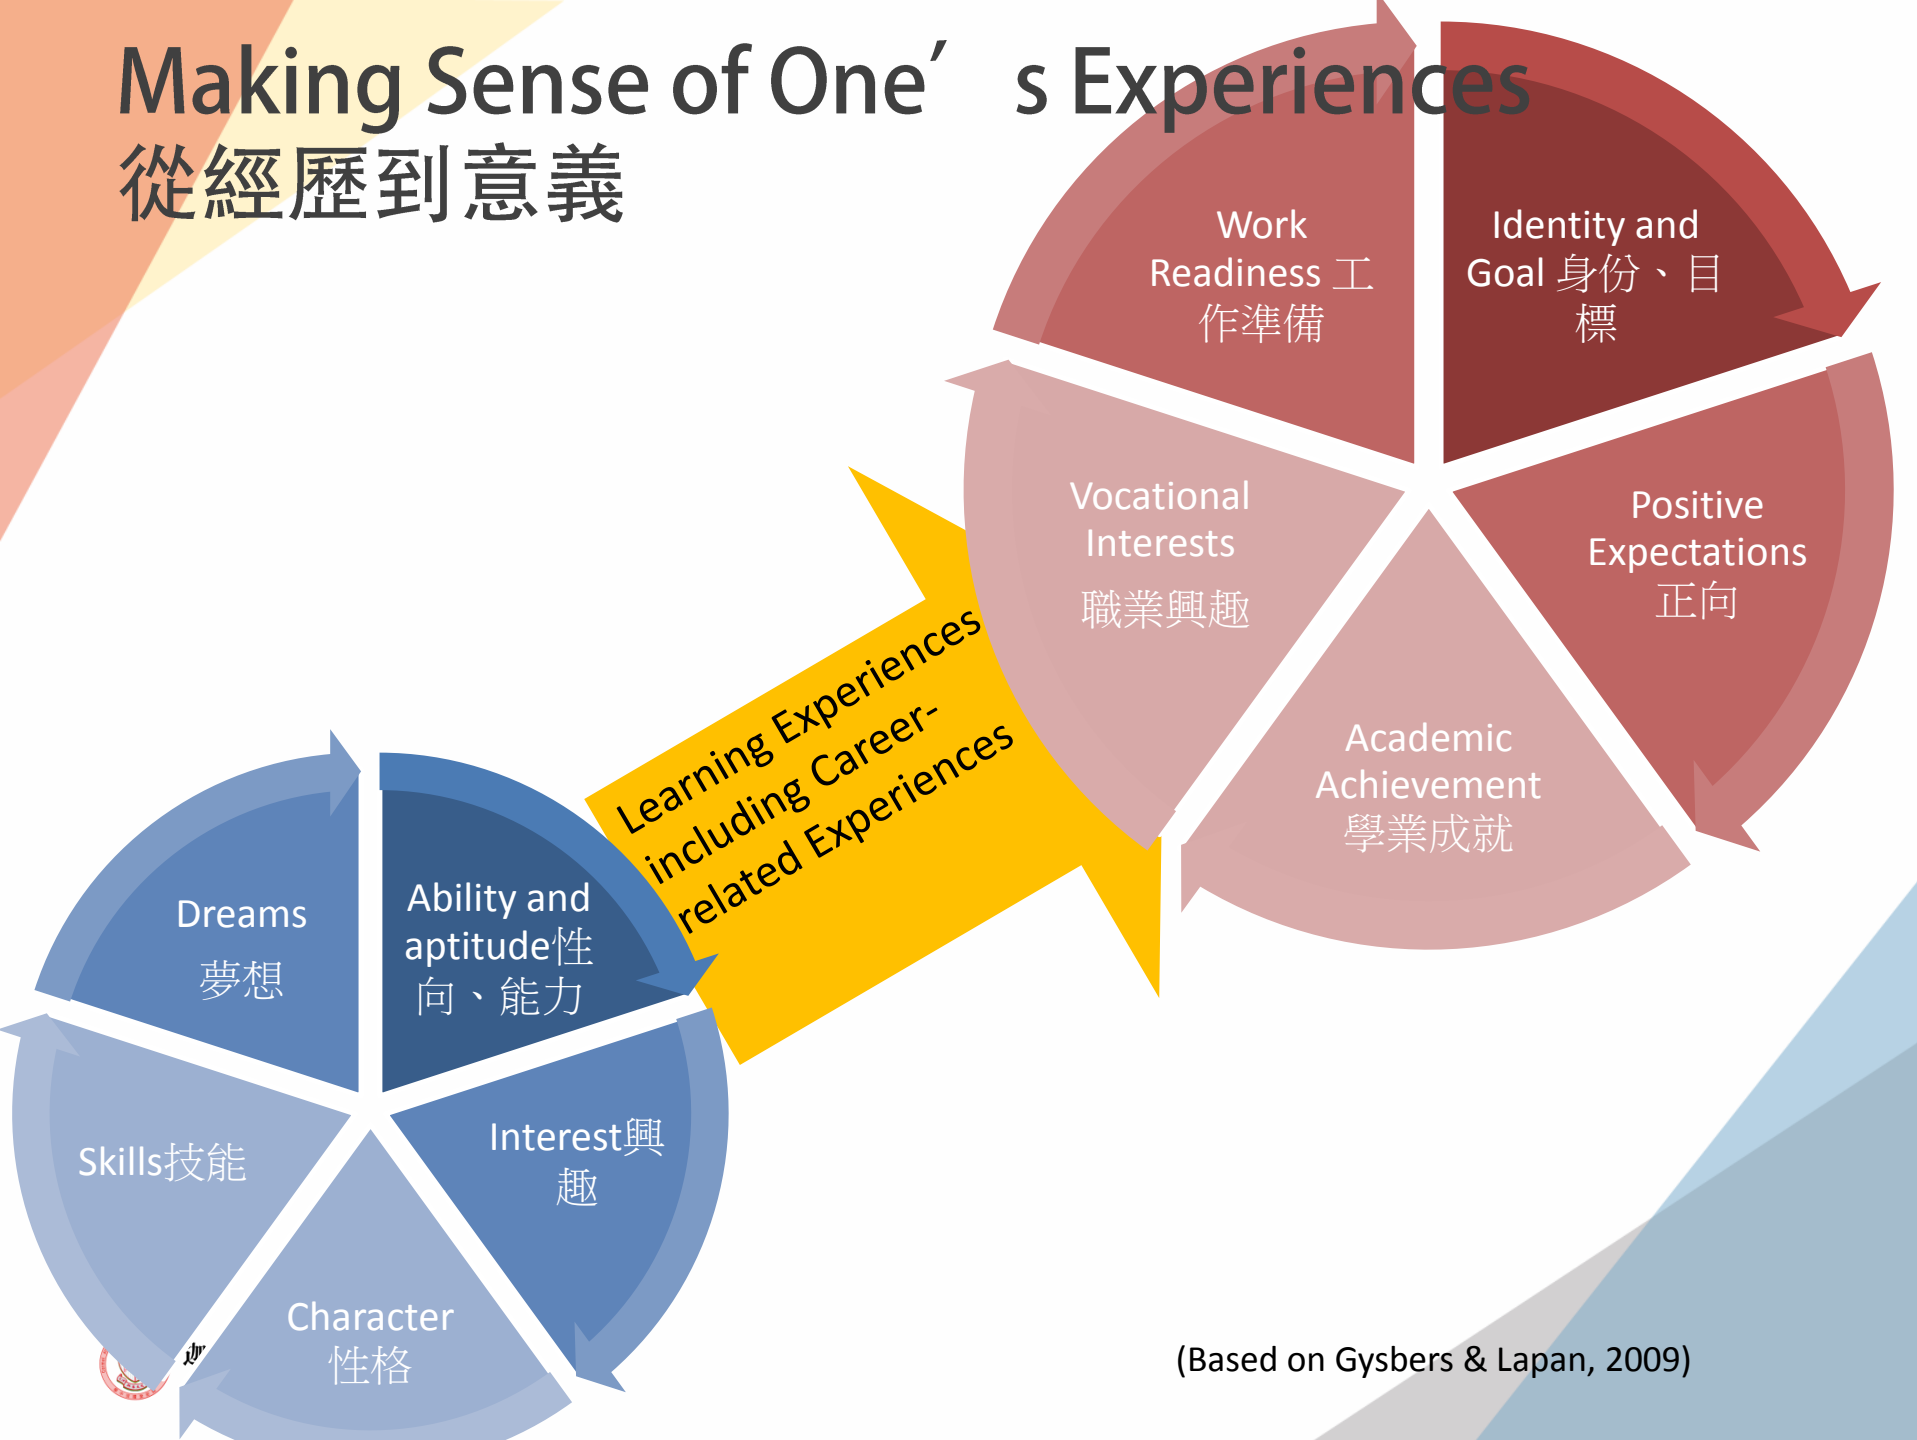 Making Sense of One’s Experiences
從經歷到意義
Work
Readiness 工
作準備
Identity and
Goal 身份、目
標
Vocational
Interests
職業興趣
Positive
Expectations
正向
Academic
Achievement
學業成就
Learning Experiences
including Career-
related Experiences
Dreams
夢想
Ability and
aptitude性
向、能力
Skills技能
Interest興
趣
Character
性格
(Based on Gysbers & Lapan, 2009)